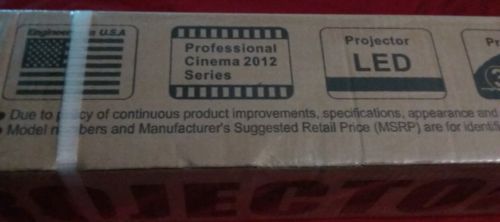 Engineered in U.S.A
Professional
Cinema 2012
Series
Projector
LED
Due to policy of continuous product improvements, specifications, appearance and
Model numbers and Manufacturer's Suggested Retail Price (MSRP) are for